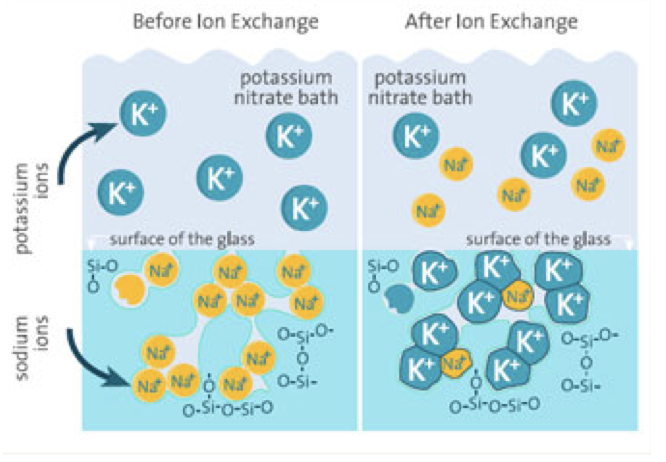 Before Ion Exchange
After Ion Exchange
potassium
nitrate bath
potassium
nitrate bath
K⁺
K⁺
K⁺
K⁺
K⁺
K⁺
K⁺
K⁺
Na⁺
Na⁺
Na⁺
Na⁺
Na⁺
potassium
ions
surface of the glass
surface of the glass
sodium
ions
Si-O
O
Na⁺
Na⁺
Na⁺
Na⁺
Na⁺
Na⁺
Na⁺
Na⁺
Na⁺
Na⁺
Na⁺
O-Si-O-
O
O-Si-
O
O-Si-O-Si-O
Si-O
O
K⁺
K⁺
K⁺
K⁺
Na⁺
K⁺
K⁺
K⁺
K⁺
Na⁺
K⁺
K⁺
O-Si-O-
O
O-Si-
O
O-Si-O-Si-O